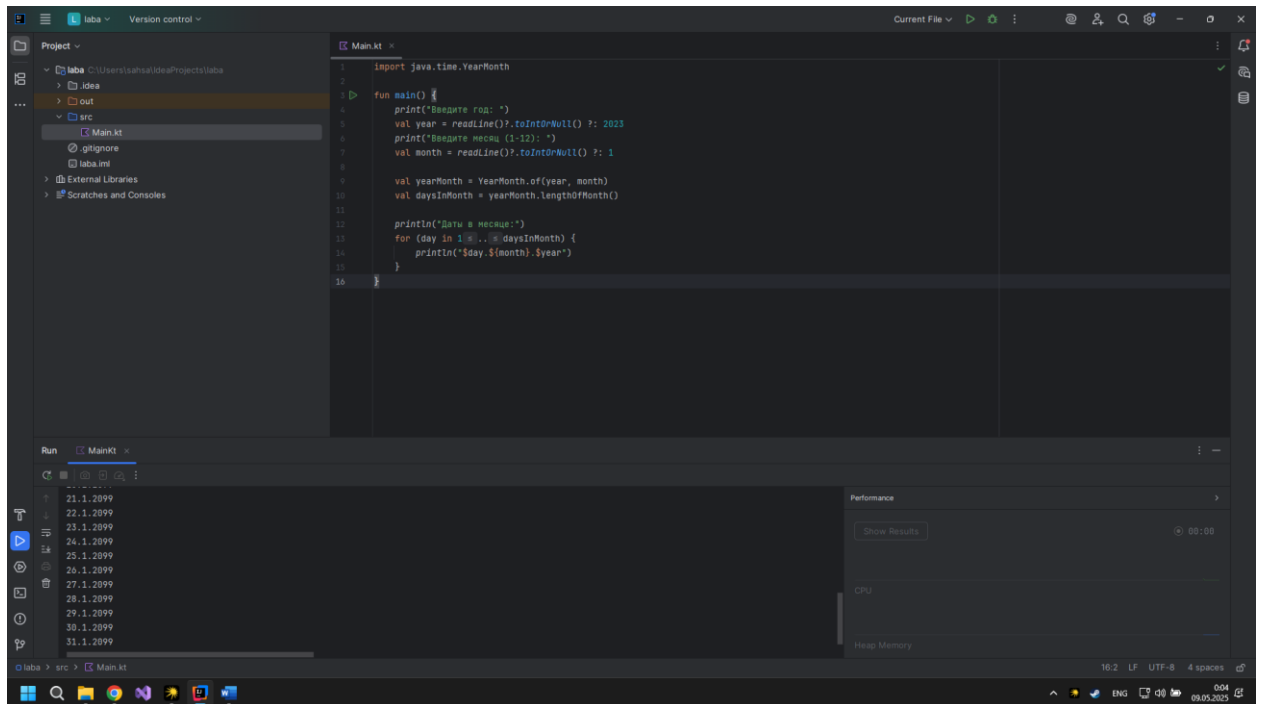 L laba Version control
Current File
Project
laba C:\Users\sahsa\IdeaProjects\laba
.idea
out
src
Main.kt
.gitignore
laba.iml
External Libraries
Scratches and Consoles
Main.kt
1 import java.time.YearMonth
2
3 fun main() {
4 print("Введите год: ")
5 val year = readLine()?.toIntOrNull() ?: 2023
6 print("Введите месяц (1-12): ")
7 val month = readLine()?.toIntOrNull() ?: 1
8
9 val yearMonth = YearMonth.of(year, month)
10 val daysInMonth = yearMonth.lengthOfMonth()
11
12 println("Даты в месяце:")
13 for (day in 1 ≤ .. ≤ daysInMonth) {
14 println("$day.${month}.$year")
15 }
16 }
Run MainKt
21.1.2099
22.1.2099
23.1.2099
24.1.2099
25.1.2099
26.1.2099
27.1.2099
28.1.2099
29.1.2099
30.1.2099
31.1.2099
Performance
Show Results 00:00
CPU
Heap Memory
laba > src > Main.kt
16:2 LF UTF-8 4 spaces
ENG
0:04
09.05.2025